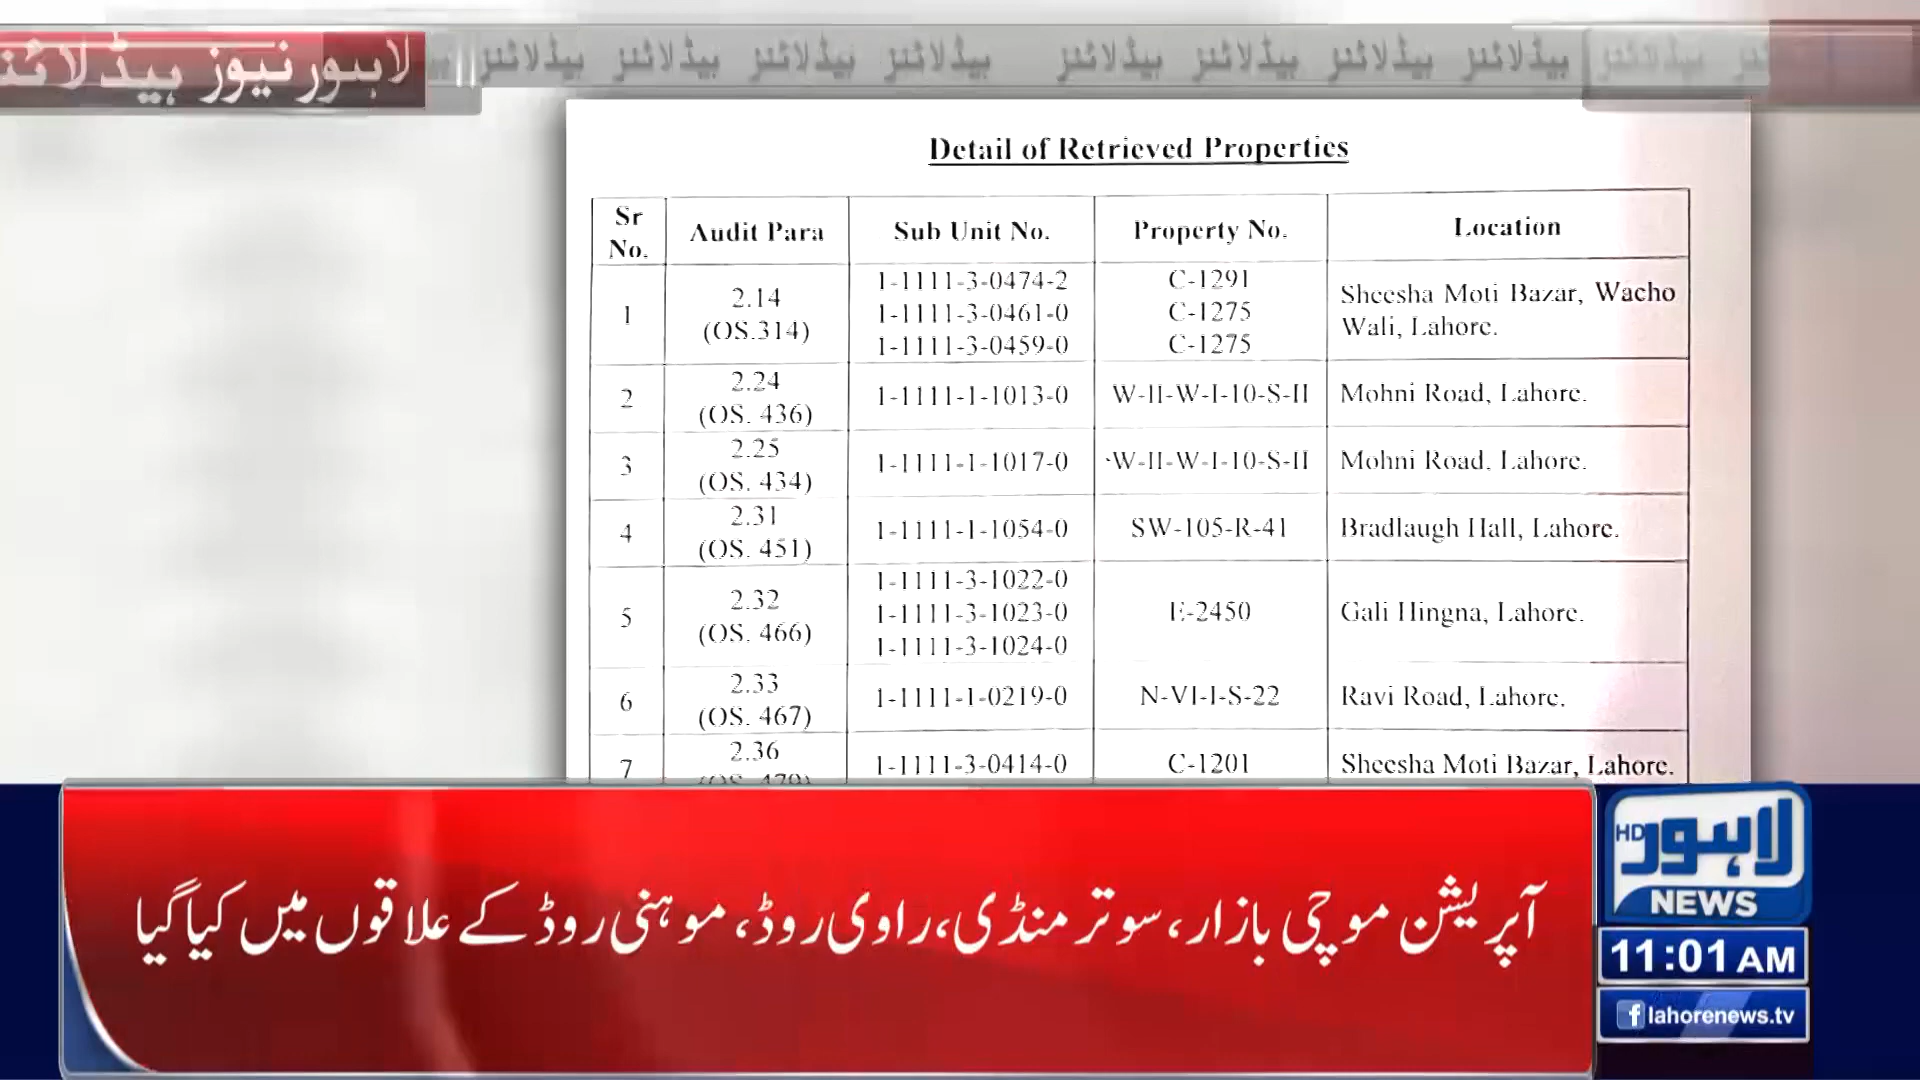 لاہور نیوز ہیڈلائنز
ہیڈلائنز ہیڈلائنز ہیڈلائنز ہیڈلائنز ہیڈلائنز ہیڈلائنز ہیڈلائنز ہیڈلائنز ہیڈلائنز
Detail of Retrieved Properties
Sr No. Audit Para Sub Unit No. Property No. Location
1 2.14 (OS.314) 1-1111-3-0474-2 C-1291 Sheesha Moti Bazar, Wacho
1-1111-3-0461-0 C-1275 Wali, Lahore.
1-1111-3-0459-0 C-1275
2 2.24 (OS. 436) 1-1111-1-1013-0 W-II-W-I-10-S-II Mohni Road, Lahore.
3 2.25 (OS. 434) 1-1111-1-1017-0 W-II-W-I-10-S-II Mohni Road, Lahore.
4 2.31 (OS. 451) 1-1111-1-1054-0 SW-105-R-41 Bradlaugh Hall, Lahore.
5 2.32 (OS. 466) 1-1111-3-1022-0 E-2450 Gali Hingna, Lahore.
1-1111-3-1023-0
1-1111-3-1024-0
6 2.33 (OS. 467) 1-1111-1-0219-0 N-VI-I-S-22 Ravi Road, Lahore.
7 2.36 1-1111-3-0414-0 C-1201 Sheesha Moti Bazar, Lahore.
آپریشن موچی بازار، سوتر منڈی، راوی روڈ، موہنی روڈ کے علاقوں میں کیا گیا
لاہور HD
NEWS
11:01 AM
lahorenews.tv